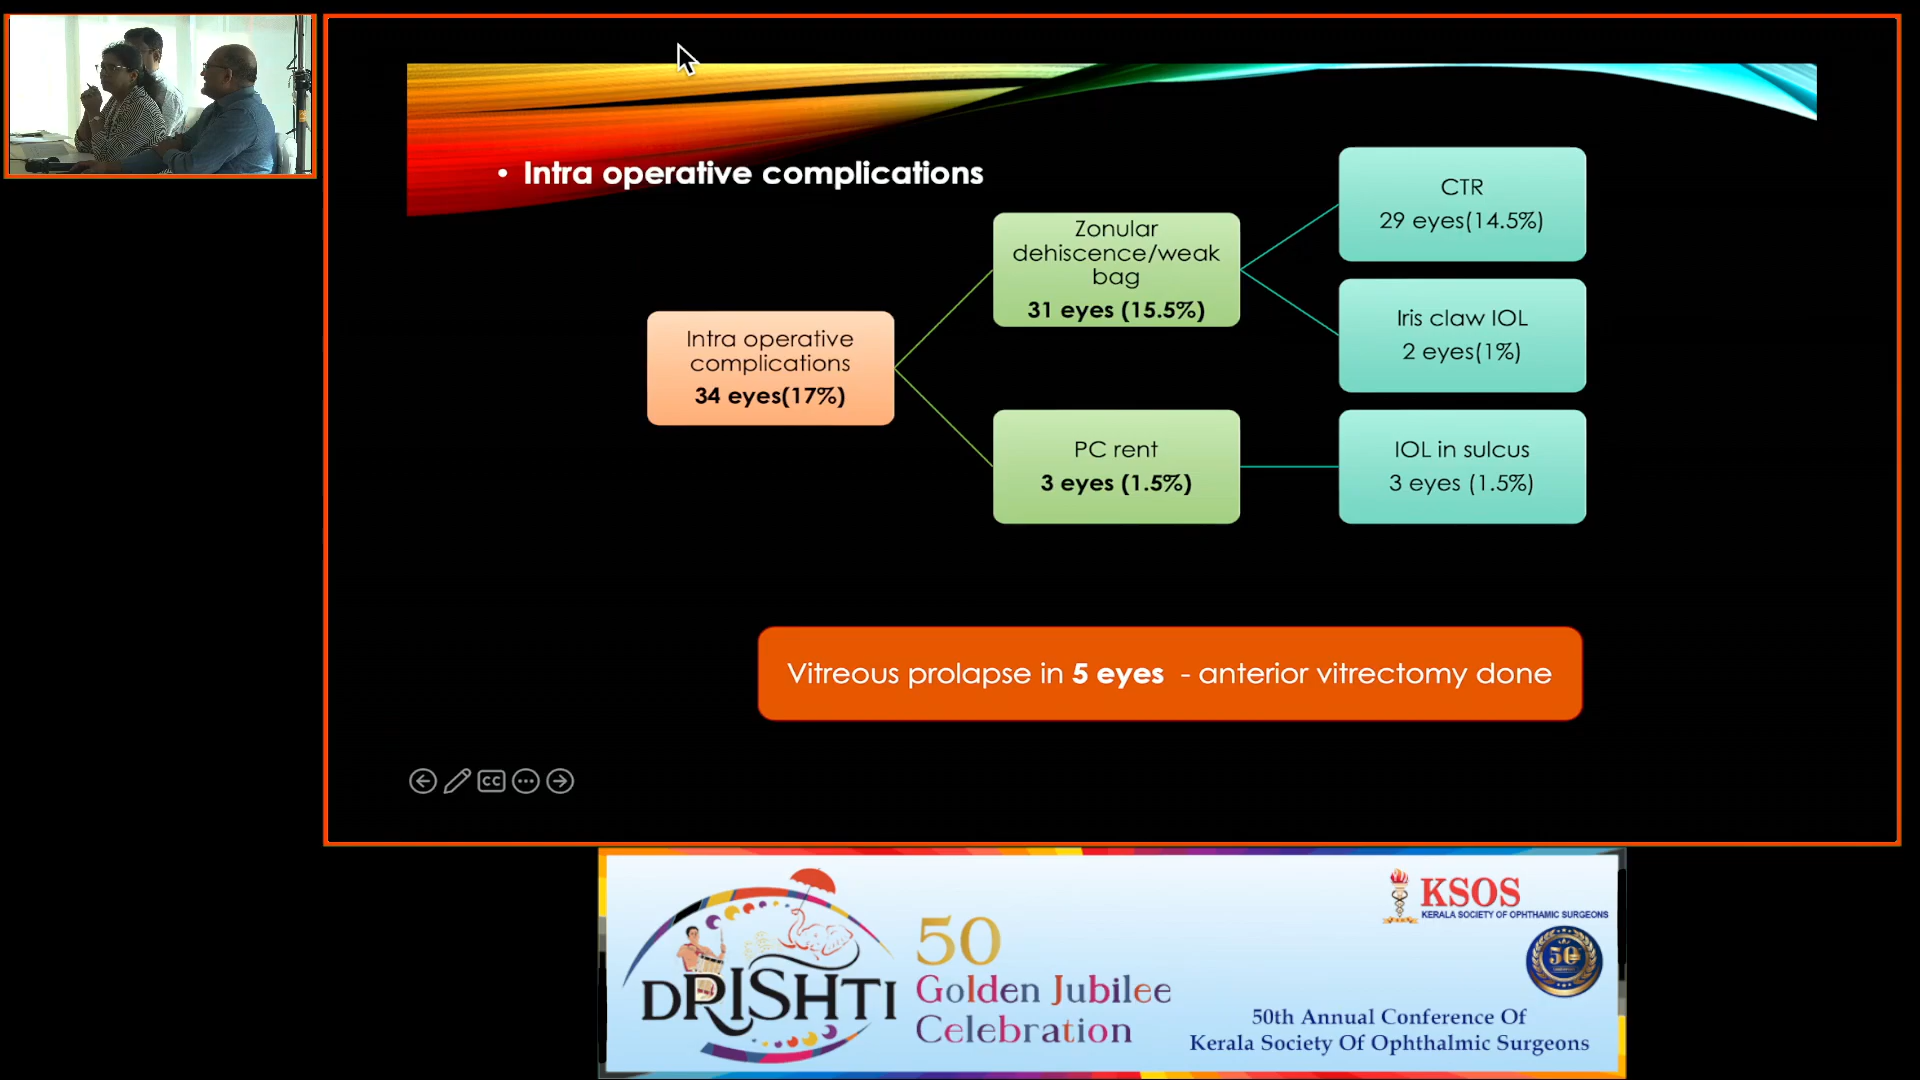 • Intra operative complications
Intra operative
complications
34 eyes(17%)
Zonular
dehiscence/weak
bag
31 eyes (15.5%)
PC rent
3 eyes (1.5%)
CTR
29 eyes(14.5%)
Iris claw IOL
2 eyes(1%)
IOL in sulcus
3 eyes (1.5%)
Vitreous prolapse in 5 eyes - anterior vitrectomy done
CC
DRISHTI
50
Golden Jubilee
Celebration
KSOS
KERALA SOCIETY OF OPHTHAMIC SURGEONS
50
50th Annual Conference Of
Kerala Society Of Ophthalmic Surgeons